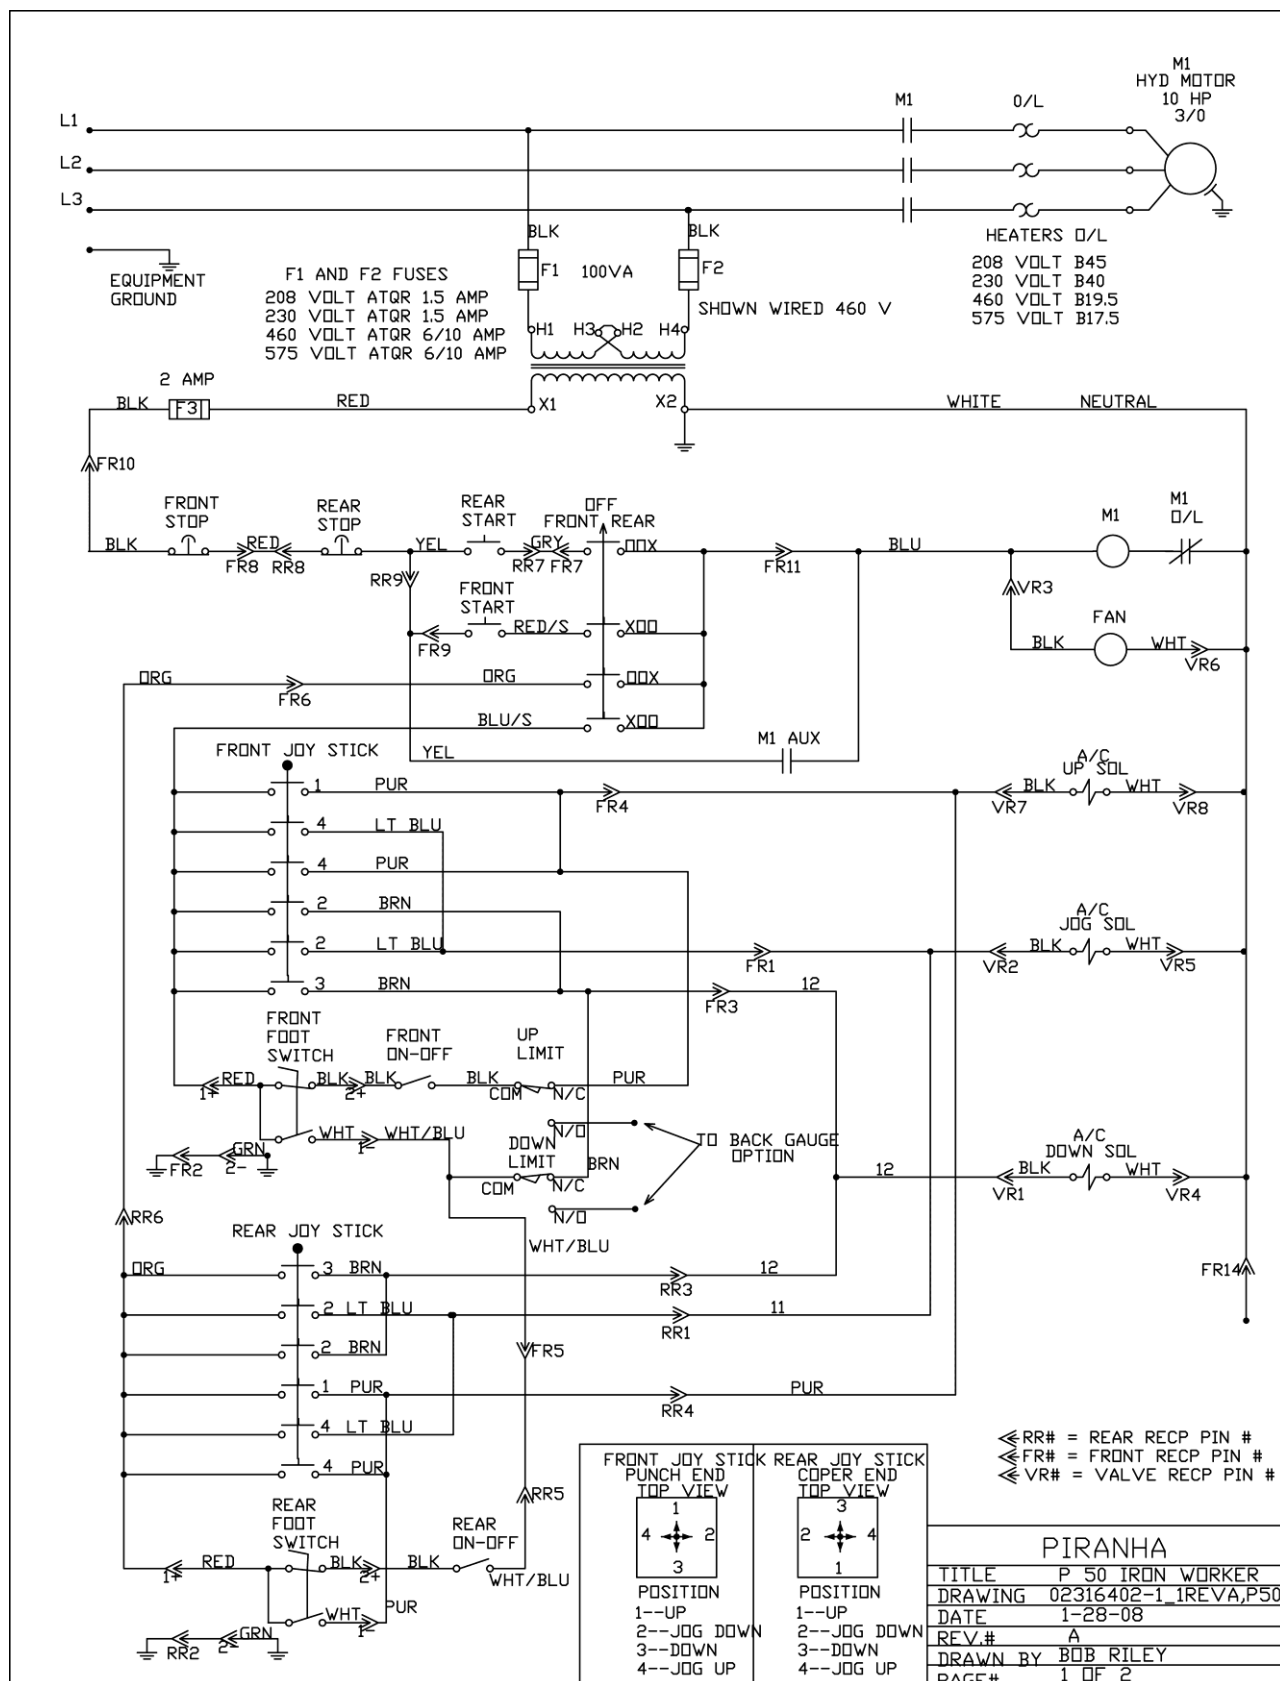 M1
HYD MOTOR
10 HP
3/0
M1
O/L
L1
L2
L3
BLK
BLK
HEATERS O/L
208 VOLT B45
230 VOLT B40
460 VOLT B19.5
575 VOLT B17.5
EQUIPMENT
GROUND
F1 AND F2 FUSES
208 VOLT ATQR 1.5 AMP
230 VOLT ATQR 1.5 AMP
460 VOLT ATQR 6/10 AMP
575 VOLT ATQR 6/10 AMP
F1
100VA
F2
SHOWN WIRED 460 V
H1
H3
H2
H4
2 AMP
BLK
F3
RED
X1
X2
WHITE
NEUTRAL
FR10
FRONT
STOP
REAR
STOP
REAR
START
OFF
FRONT REAR
M1
M1
O/L
BLK
RED
YEL
GRY
OOX
BLU
FR8
RR8
RR7
FR7
FR11
RR9
VR3
FRONT
START
FAN
RED/S
XOO
FR9
BLK
WHT
VR6
ORG
ORG
OOX
FR6
BLU/S
XOO
FRONT JOY STICK
YEL
M1 AUX
A/C
UP SOL
1
PUR
FR4
BLK
WHT
VR7
VR8
4
LT BLU
4
PUR
2
BRN
A/C
JOG SOL
2
LT BLU
FR1
BLK
WHT
VR2
VR5
3
BRN
12
FR3
FRONT
FOOT
SWITCH
FRONT
ON-OFF
UP
LIMIT
RED
BLK
BLK
BLK
PUR
1+
2+
COM
N/C
WHT
WHT/BLU
1-
N/O
TO BACK GAUGE
OPTION
GRN
FR2
2-
DOWN
LIMIT
BRN
COM
N/C
A/C
DOWN SOL
12
BLK
WHT
VR1
VR4
RR6
N/O
REAR JOY STICK
WHT/BLU
ORG
3 BRN
12
RR3
FR14
2 LT BLU
11
RR1
2 BRN
FR5
1 PUR
PUR
RR4
4 LT BLU
4 PUR
RR# = REAR RECP PIN #
FR# = FRONT RECP PIN #
VR# = VALVE RECP PIN #
RR5
REAR
FOOT
SWITCH
REAR
ON-OFF
RED
BLK
BLK
1+
2+
WHT/BLU
WHT
PUR
1-
GRN
RR2
2-
FRONT JOY STICK
PUNCH END
TOP VIEW
1
4
2
3
POSITION
1--UP
2--JOG DOWN
3--DOWN
4--JOG UP
REAR JOY STICK
COPER END
TOP VIEW
3
2
4
1
POSITION
1--UP
2--JOG DOWN
3--DOWN
4--JOG UP
PIRANHA
TITLE P 50 IRON WORKER
DRAWING 02316402-1_1REVA,P50
DATE 1-28-08
REV.# A
DRAWN BY BOB RILEY
PAGE# 1 OF 2